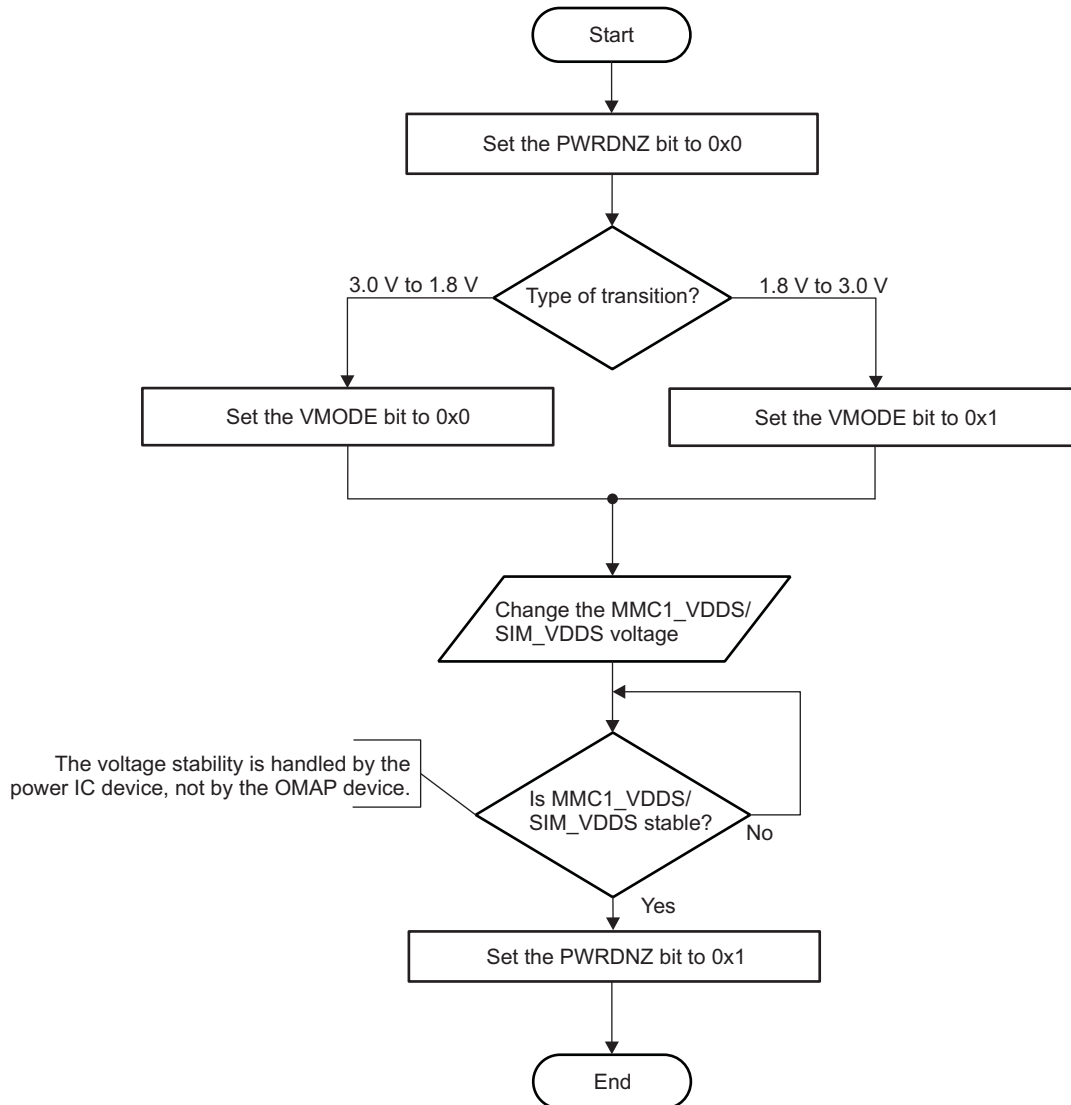 Start
Set the PWRDNZ bit to 0x0
Type of transition?
3.0 V to 1.8 V
1.8 V to 3.0 V
Set the VMODE bit to 0x0
Set the VMODE bit to 0x1
Change the MMC1_VDDS/
SIM_VDDS voltage
The voltage stability is handled by the
power IC device, not by the OMAP device.
Is MMC1_VDDS/
SIM_VDDS stable?
No
Yes
Set the PWRDNZ bit to 0x1
End